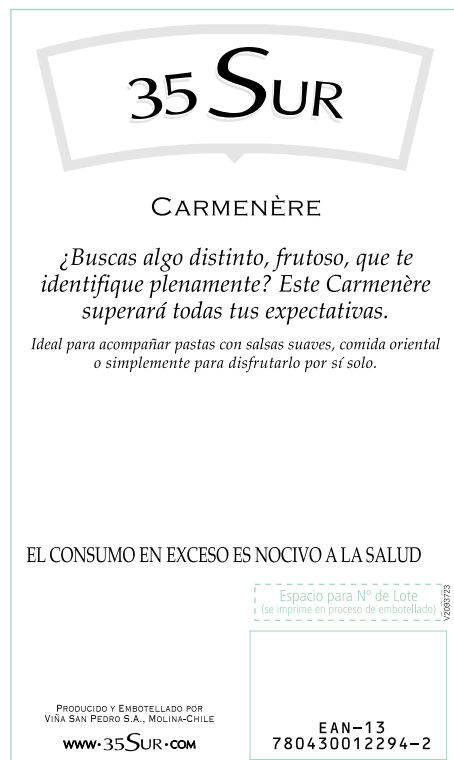 35 SUR
CARMENÈRE
¿Buscas algo distinto, frutoso, que te
identifique plenamente? Este Carmenère
superará todas tus expectativas.
Ideal para acompañar pastas con salsas suaves, comida oriental
o simplemente para disfrutarlo por sí solo.
EL CONSUMO EN EXCESO ES NOCIVO A LA SALUD
Espacio para Nº de Lote
(se imprime en proceso de embotellado)
V2093723
PRODUCIDO Y EMBOTELLADO POR
VIÑA SAN PEDRO S.A., MOLINA-CHILE
WWW·35SUR·COM
EAN-13
780430012294-2